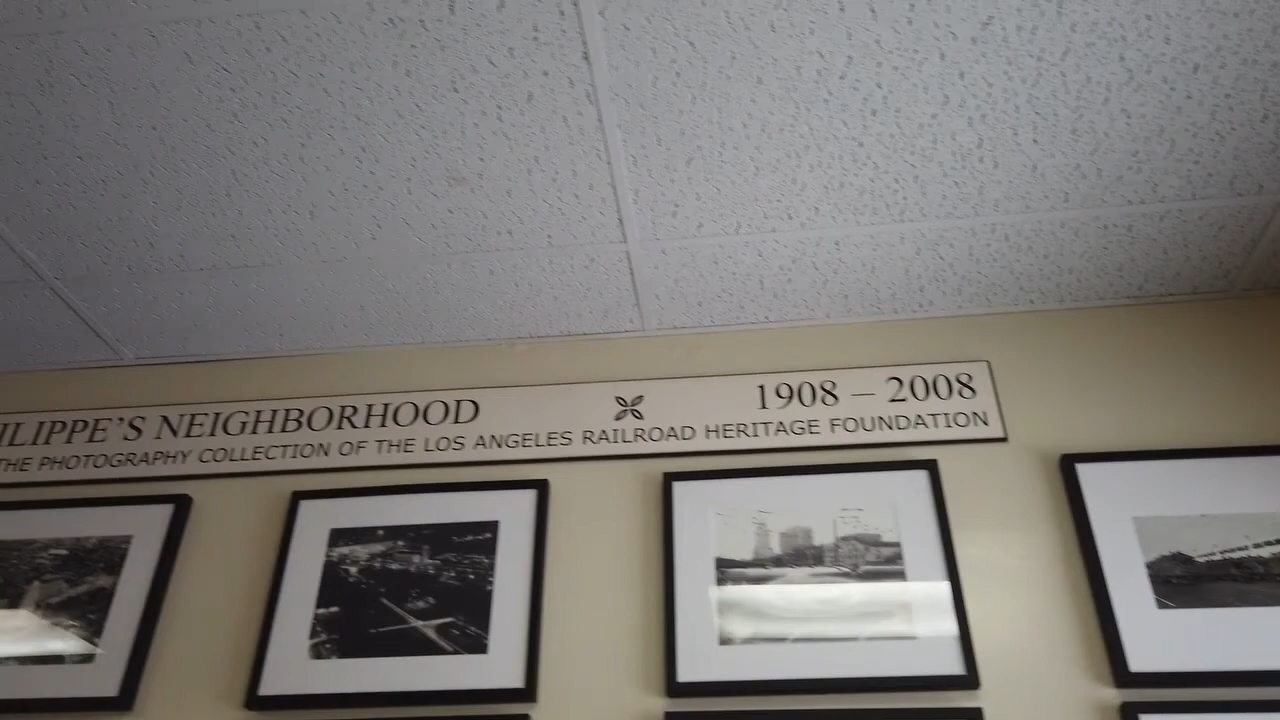 ILIPPE'S NEIGHBORHOOD 1908 – 2008
THE PHOTOGRAPHY COLLECTION OF THE LOS ANGELES RAILROAD HERITAGE FOUNDATION